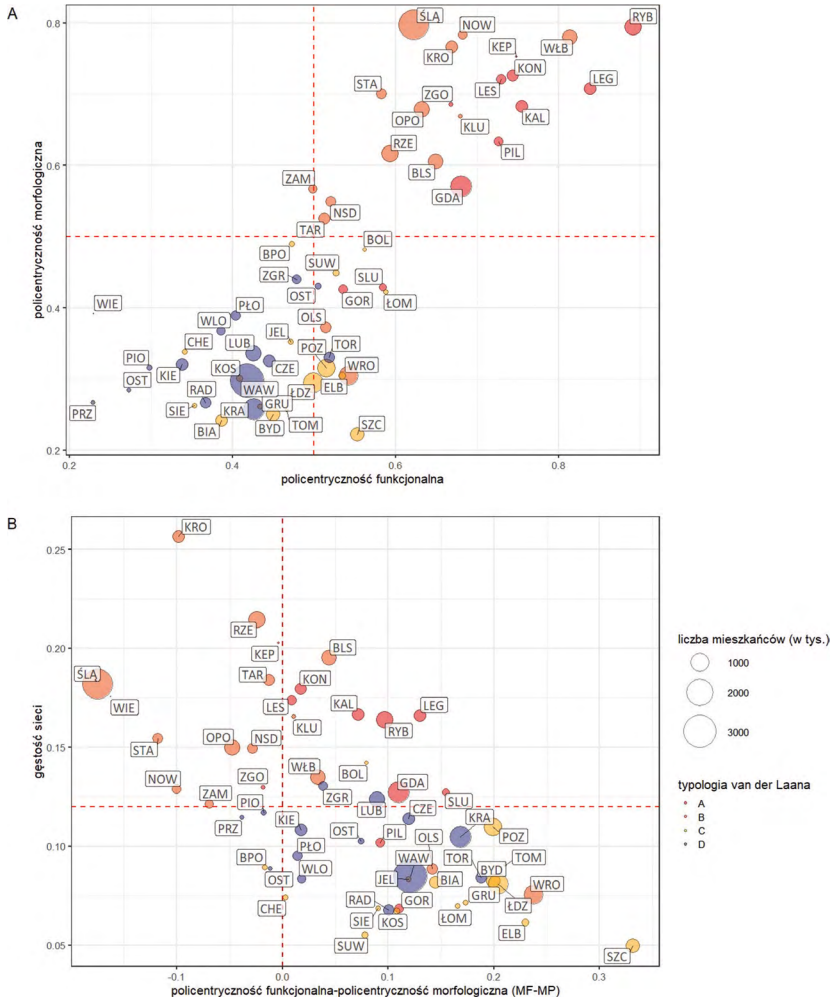 A
0.8
0.6
0.4
0.2
policentryczność morfologiczna
ŚLĄ
NOW
RYB
KRO
KEP
WŁB
KON
STA
ZGO
LES
LEG
OPO
KLU
KAL
RZE
BLS
PIL
ZAM
GDA
NSD
TAR
BPO
BOL
ZGR
SUW
SLU
WIE
OST
GOR
ŁOM
WLO
PŁO
OLS
CHE
LUB
JEL
POZ
TOR
PIO
KOS
CZE
WRO
KIE
OST
WAW
ŁDZ
ELB
RAD
GRU
PRZ
SIE
KRA
TOM
BIA
BYD
SZC
0.2
0.4
0.6
0.8
policentryczność funkcjonalna
B
0.25
0.20
0.15
0.10
0.05
gęstość sieci
KRO
RZE
KEP
BLS
ŚLĄ
TAR
KON
WIE
LES
KAL
LEG
KLU
RYB
STA
OPO
NSD
NOW
ZGO
WŁB
BOL
GDA
ZAM
ZGR
SLU
PIO
LUB
CZE
PRZ
KIE
KRA
OST
PIL
OLS
POZ
BPO
PŁO
WAW
TOR
BYD
TOM
OST
WLO
JEL
BIA
WRO
CHE
RAD
GOR
GRU
ŁDZ
SIE
KOS
ŁOM
SUW
ELB
SZC
-0.1
0.0
0.1
0.2
0.3
policentryczność funkcjonalna-policentryczność morfologiczna (MF-MP)
liczba mieszkańców (w tys.)
1000
2000
3000
typologia van der Laana
A
B
C
D